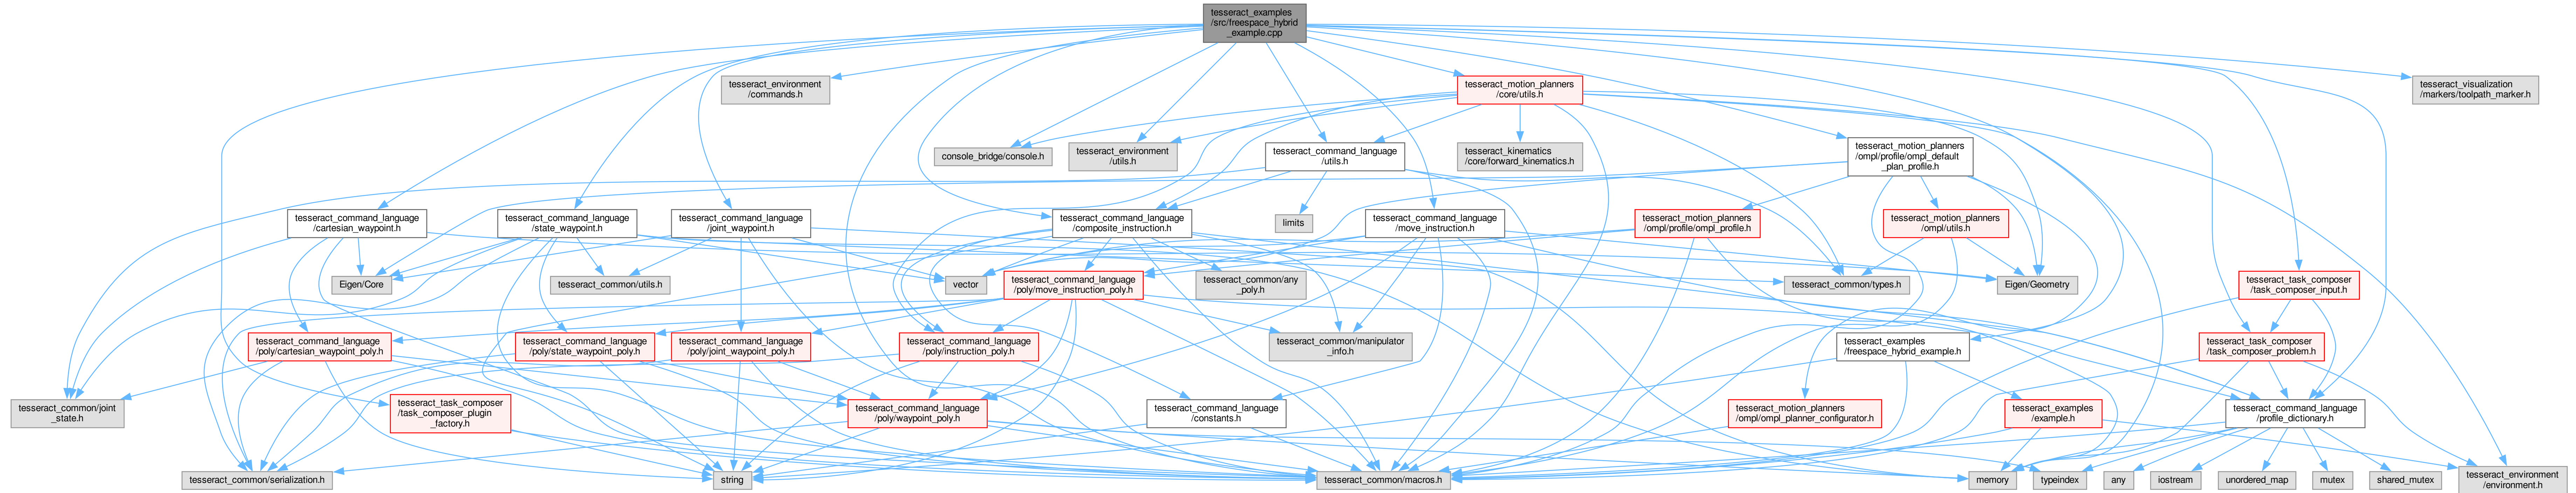 tesseract_examples
/src/freespace_hybrid
_example.cpp
tesseract_environment
/commands.h
tesseract_motion_planners
/core/utils.h
tesseract_visualization
/markers/toolpath_marker.h
console_bridge/console.h
tesseract_environment
/utils.h
tesseract_command_language
/utils.h
tesseract_kinematics
/core/forward_kinematics.h
tesseract_motion_planners
/ompl/profile/ompl_default
_plan_profile.h
tesseract_command_language
/cartesian_waypoint.h
tesseract_command_language
/state_waypoint.h
tesseract_command_language
/joint_waypoint.h
tesseract_command_language
/composite_instruction.h
limits
tesseract_command_language
/move_instruction.h
tesseract_motion_planners
/ompl/profile/ompl_profile.h
tesseract_motion_planners
/ompl/utils.h
Eigen/Core
tesseract_common/utils.h
vector
tesseract_command_language
/poly/move_instruction_poly.h
tesseract_common/any
_poly.h
tesseract_common/types.h
Eigen/Geometry
tesseract_task_composer
/task_composer_input.h
tesseract_command_language
/poly/cartesian_waypoint_poly.h
tesseract_command_language
/poly/state_waypoint_poly.h
tesseract_command_language
/poly/joint_waypoint_poly.h
tesseract_command_language
/poly/instruction_poly.h
tesseract_common/manipulator
_info.h
tesseract_examples
/freespace_hybrid_example.h
tesseract_task_composer
/task_composer_problem.h
tesseract_common/joint
_state.h
tesseract_task_composer
/task_composer_plugin
_factory.h
tesseract_command_language
/poly/waypoint_poly.h
tesseract_command_language
/constants.h
tesseract_motion_planners
/ompl/ompl_planner_configurator.h
tesseract_examples
/example.h
tesseract_command_language
/profile_dictionary.h
tesseract_common/serialization.h
string
tesseract_common/macros.h
memory
typeindex
any
iostream
unordered_map
mutex
shared_mutex
tesseract_environment
/environment.h